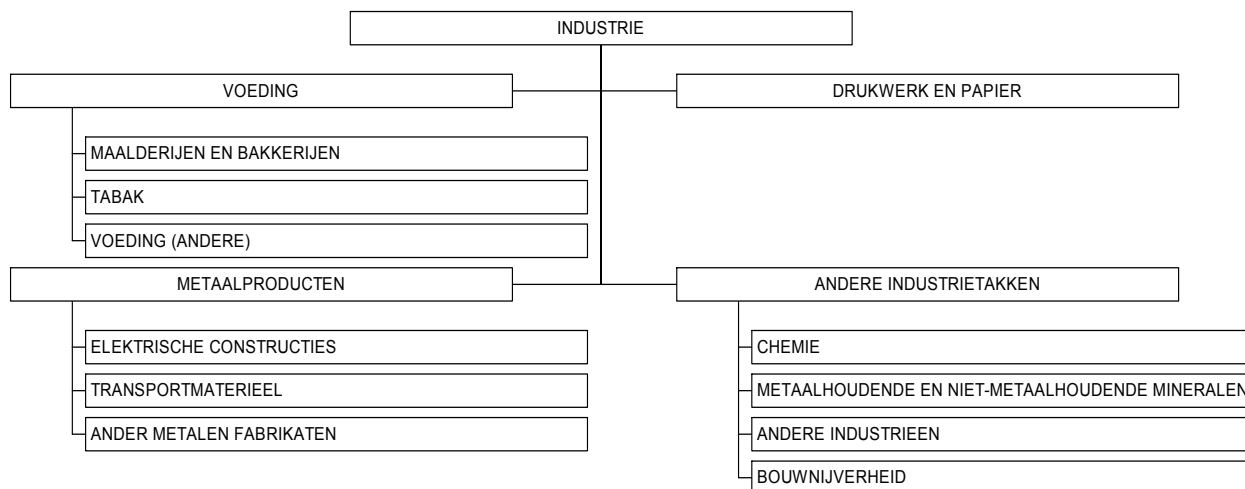 INDUSTRIE
VOEDING
DRUKWERK EN PAPIER
MAALDERIJEN EN BAKKERIJEN
TABAK
VOEDING (ANDERE)
METAALPRODUCTEN
ANDERE INDUSTRIETAKKEN
ELEKTRISCHE CONSTRUCTIES
TRANSPORTMATERIEEL
ANDER METALEN FABRIKATEN
CHEMIE
METAALHOUDENDE EN NIET-METAALHOUDENDE MINERALEN
ANDERE INDUSTRIEEN
BOUWNIJVERHEID